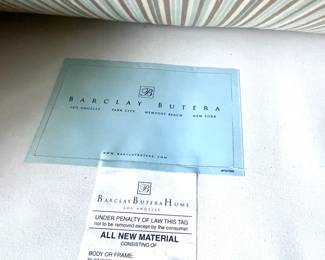 B
BARCLAY BUTERA
LOS ANGELES PARK CITY NEWPORT BEACH NEW YORK
WWW.BARCLAYBUTERA.COM
B
BARCLAY BUTERA HOME
LOS ANGELES
UNDER PENALTY OF LAW THIS TAG
not to be removed except by the consumer
ALL NEW MATERIAL
CONSISTING OF
BODY OR FRAME: